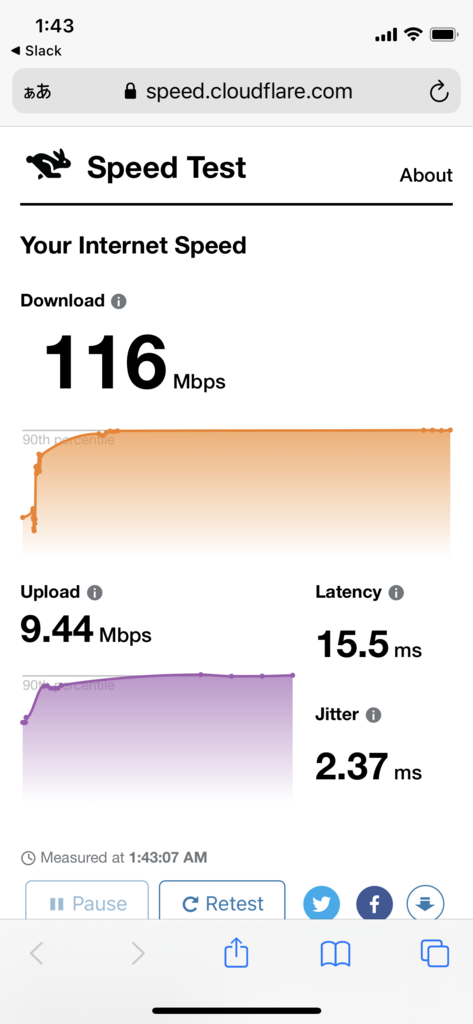 1:43
◀ Slack
ぁあ speed.cloudflare.com
Speed Test
About
Your Internet Speed
Download
116 Mbps
90th percentile
Upload
9.44 Mbps
90th percentile
Latency
15.5 ms
Jitter
2.37 ms
Measured at 1:43:07 AM
Pause
Retest